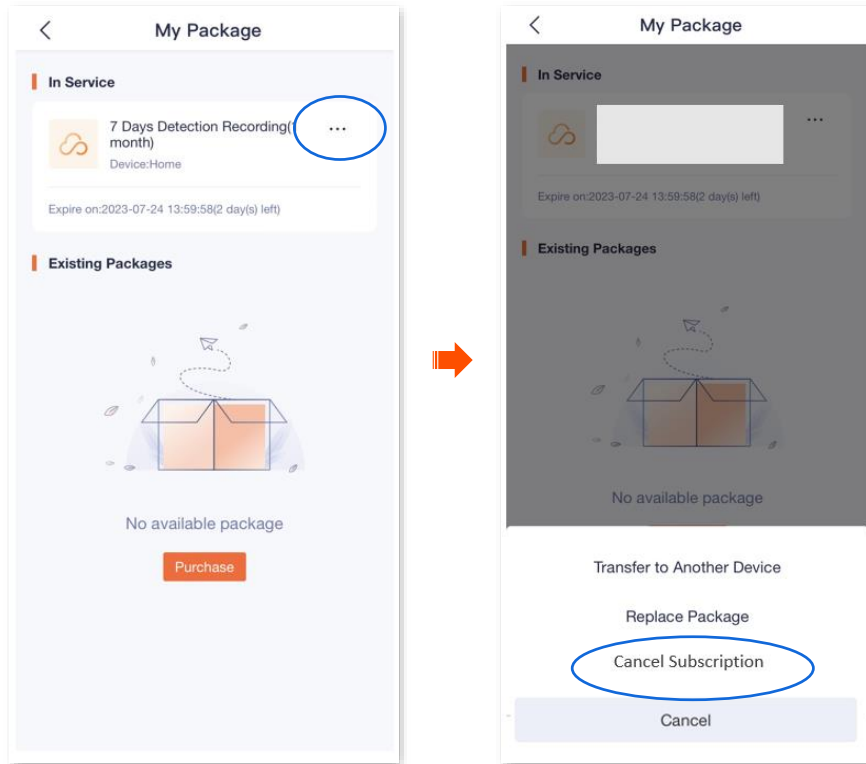 My Package
In Service
7 Days Detection Recording(
month)
Device:Home
...
Expire on:2023-07-24 13:59:58(2 day(s) left)
Existing Packages
No available package
Purchase
My Package
In Service
...
Expire on:2023-07-24 13:59:58(2 day(s) left)
Existing Packages
No available package
Transfer to Another Device
Replace Package
Cancel Subscription
Cancel